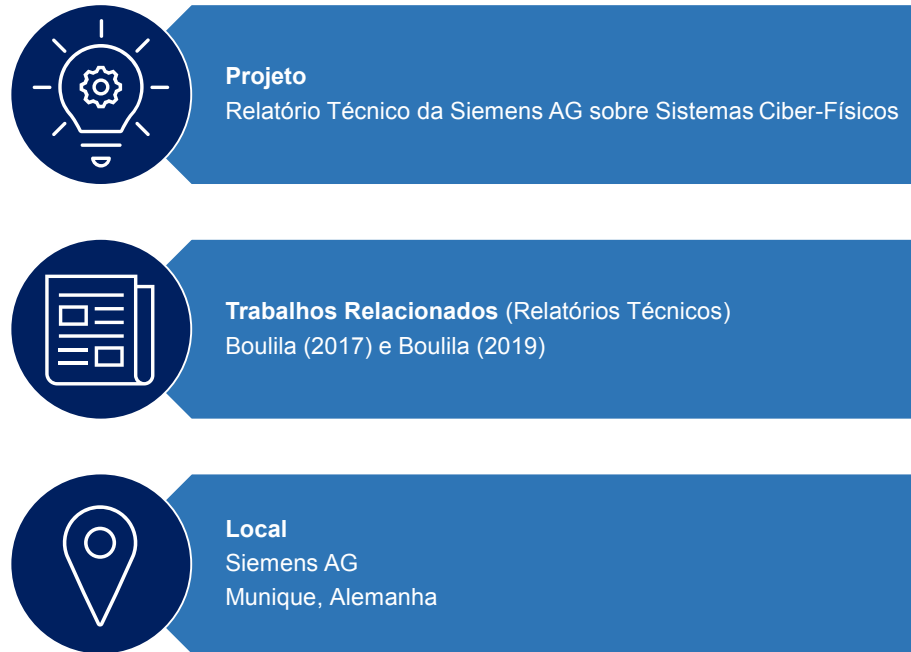 Projeto
Relatório Técnico da Siemens AG sobre Sistemas Ciber-Físicos
Trabalhos Relacionados (Relatórios Técnicos)
Boulila (2017) e Boulila (2019)
Local
Siemens AG
Munique, Alemanha